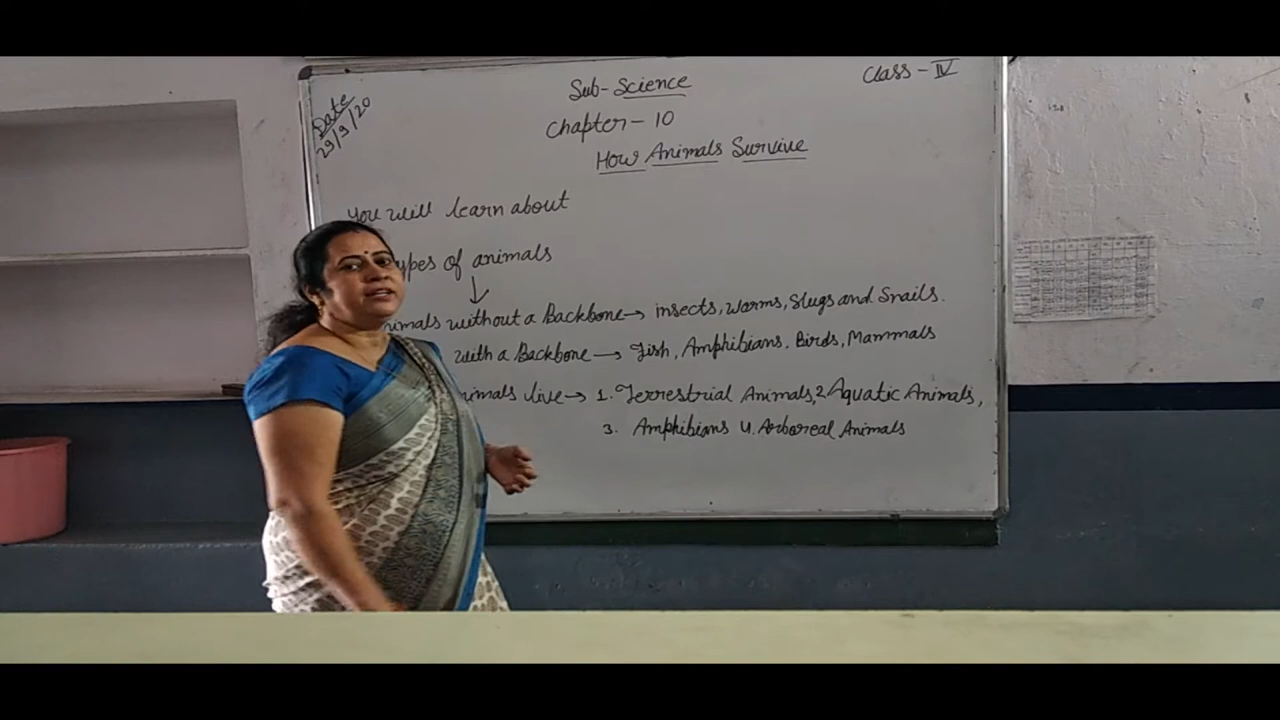 Date
29/9/20
Sub-Science
Class - IV
Chapter - 10
How Animals Survive
You will learn about
ypes of animals
nimals without a Backbone → insects, Worms, Slugs and Snails.
with a Backbone → Fish, Amphibians. Birds, Mammals
nimals live → 1. Terrestrial Animals, 2 Aquatic Animals,
3. Amphibians 4. Arboreal Animals